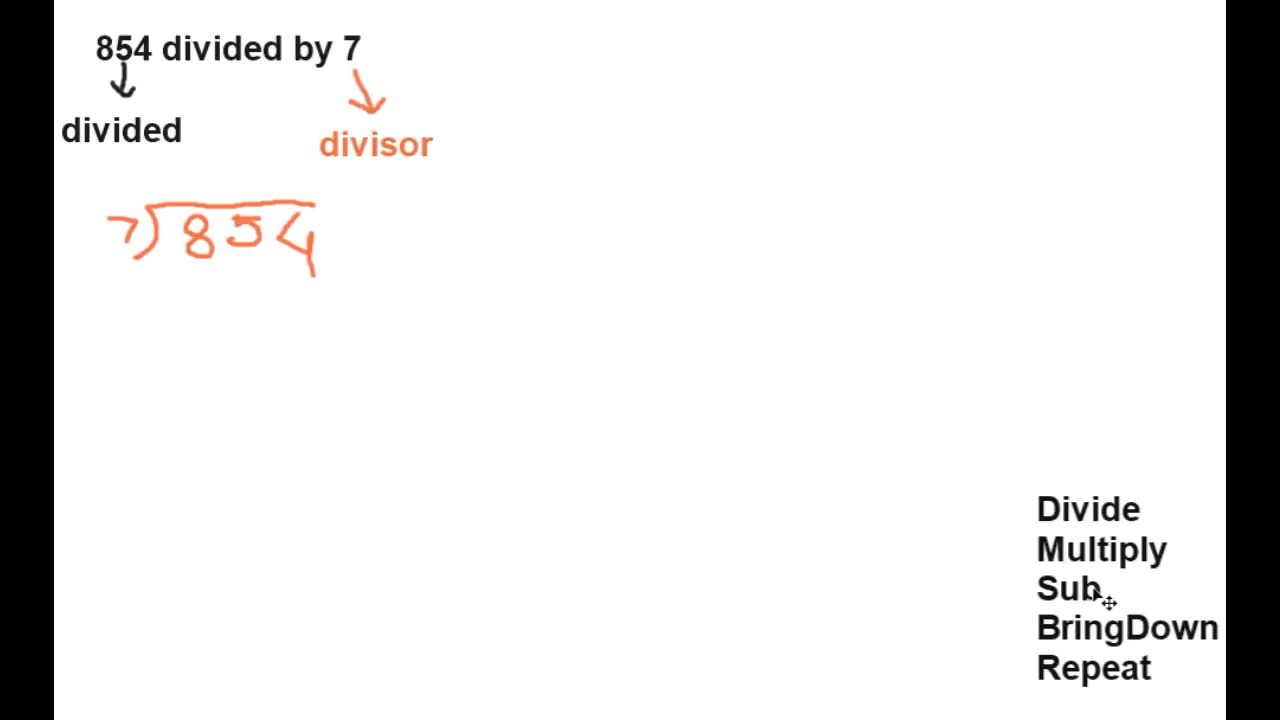 854 divided by 7
divided
divisor
7)854
Divide
Multiply
Sub
BringDown
Repeat